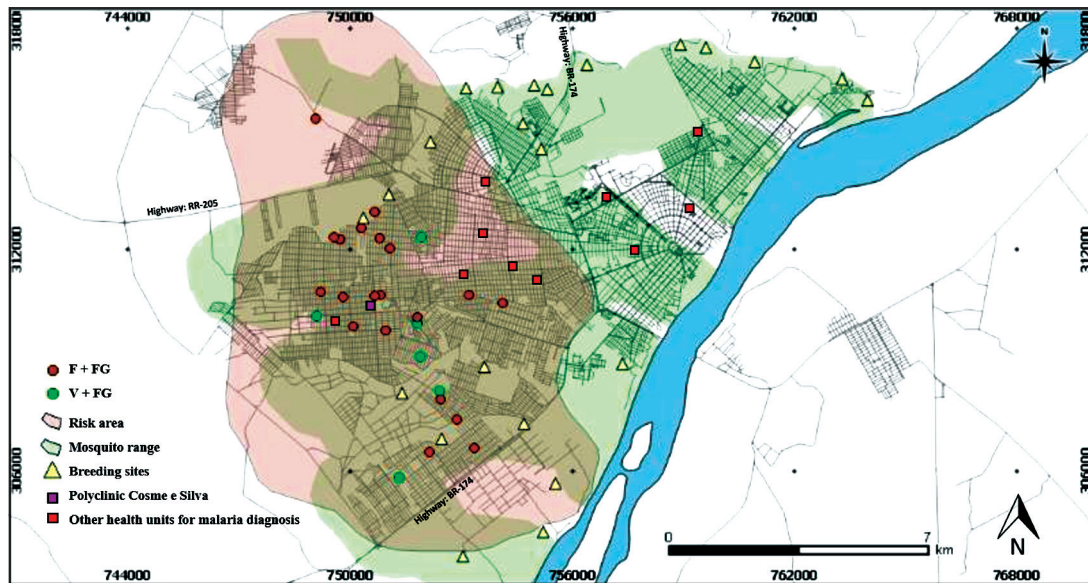 744000 750000 756000 762000 768000
318000
318000
N
Highway: BR-174
Highway: RR-205
312000
312000
F + FG
V + FG
Risk area
Mosquito range
Breeding sites
Polyclinic Cosme e Silva
Other health units for malaria diagnosis
306000
306000
Highway: BR-174
0 7
km
N
744000 750000 756000 762000 768000